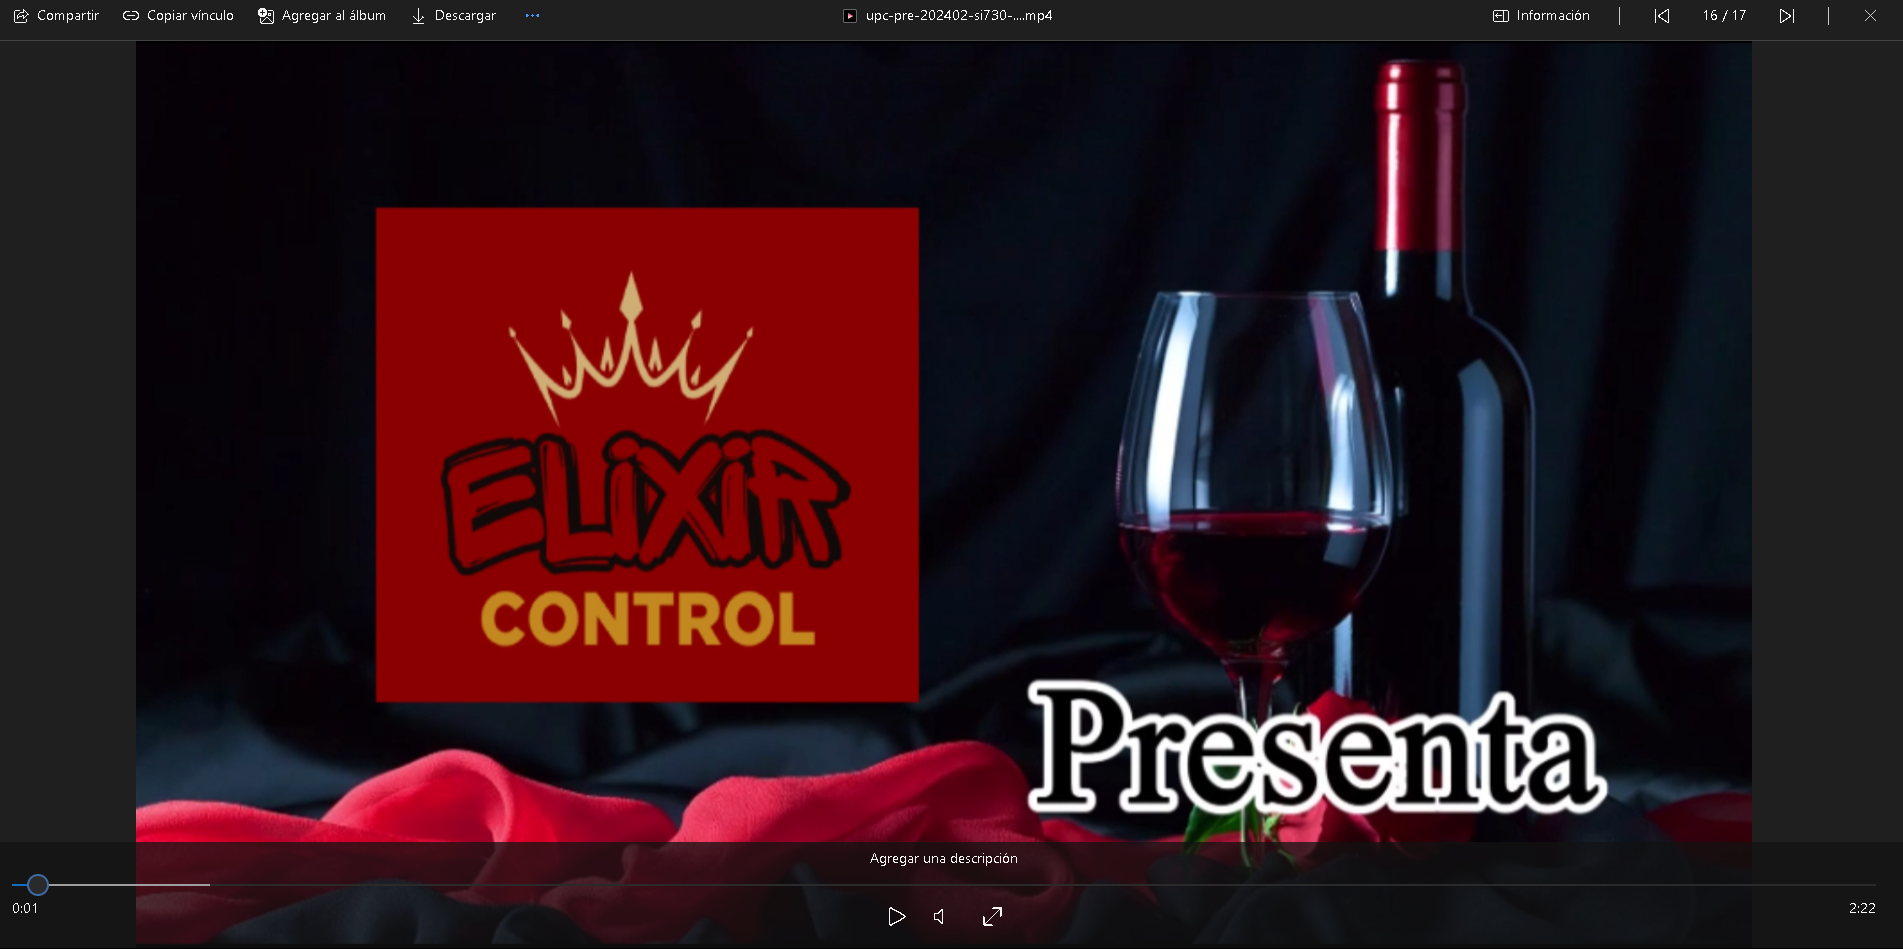 Compartir Copiar vínculo Agregar al álbum Descargar ··· upc-pre-202402-si730-....mp4 Información 16 / 17
ELiXiR
CONTROL
Presenta
Agregar una descripción
0:01 2:22